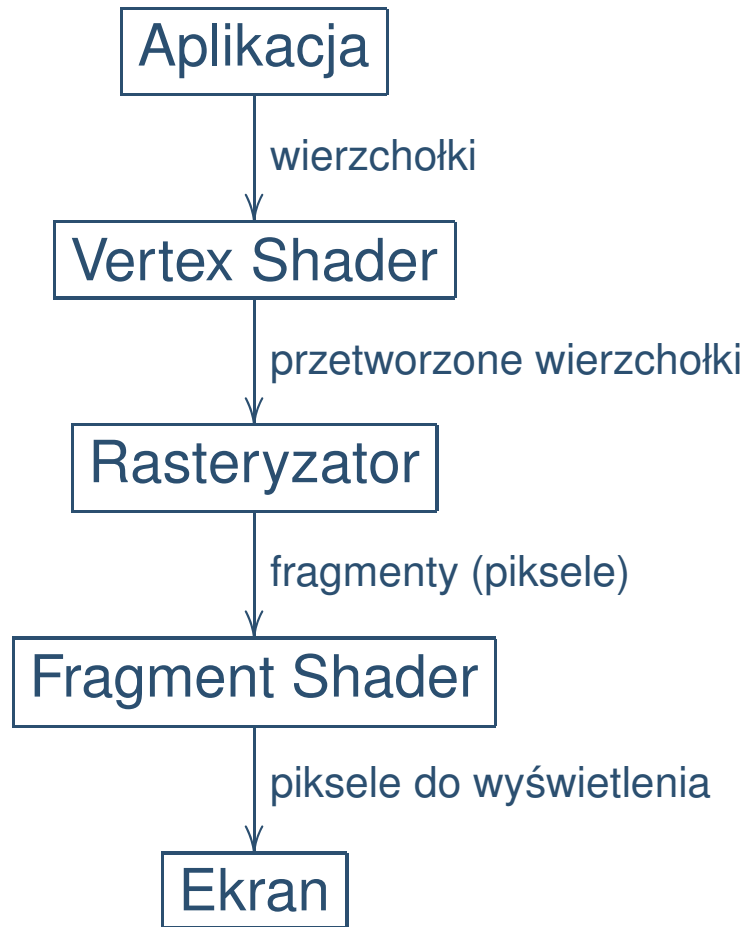 Aplikacja
wierzchołki
Vertex Shader
przetworzone wierzchołki
Rasteryzator
fragmenty (piksele)
Fragment Shader
piksele do wyświetlenia
Ekran